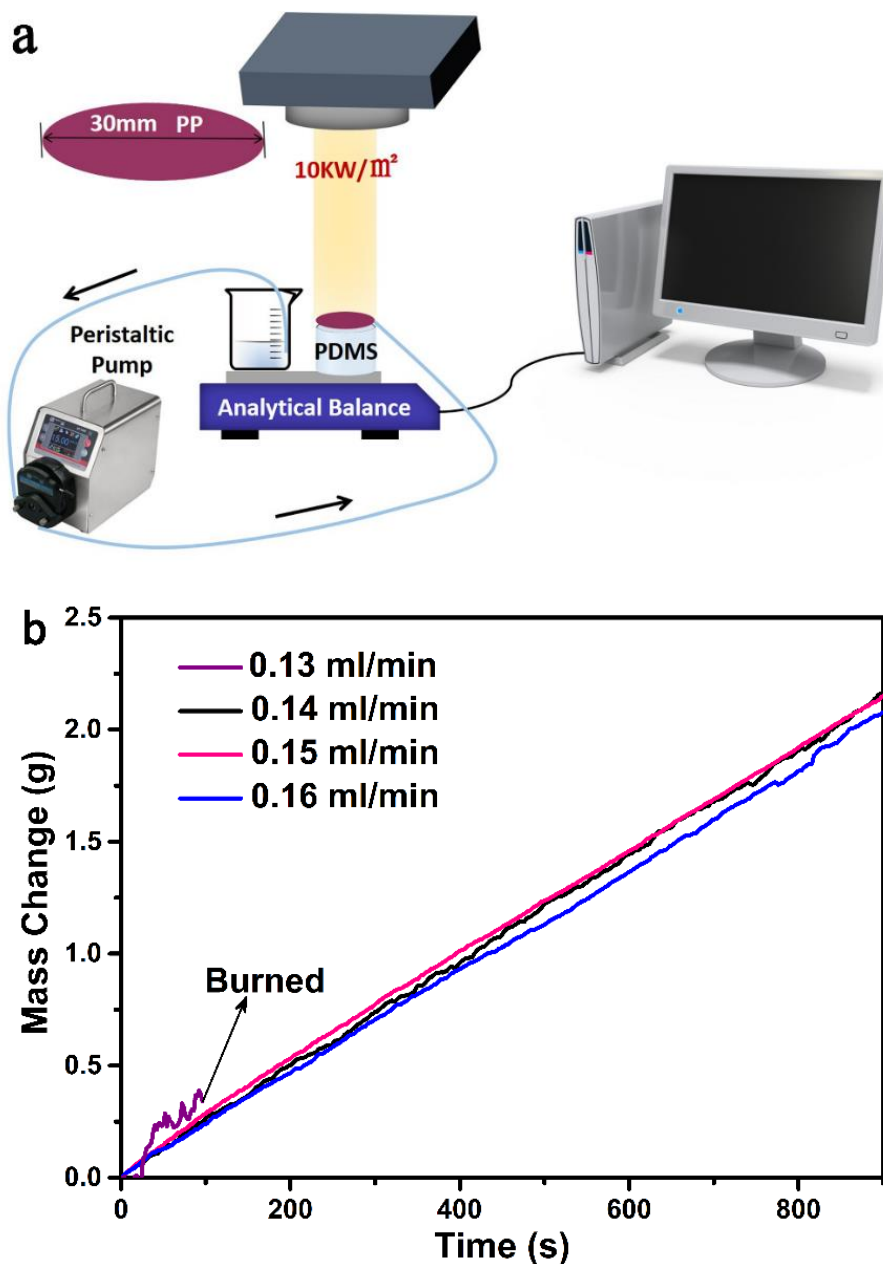 a
30mm PP
10KW/m²
Peristaltic
Pump
PDMS
Analytical Balance
b
0.13 ml/min
0.14 ml/min
0.15 ml/min
0.16 ml/min
Burned
2.5
2.0
1.5
1.0
0.5
0.0
0
200
400
600
800
Mass Change (g)
Time (s)